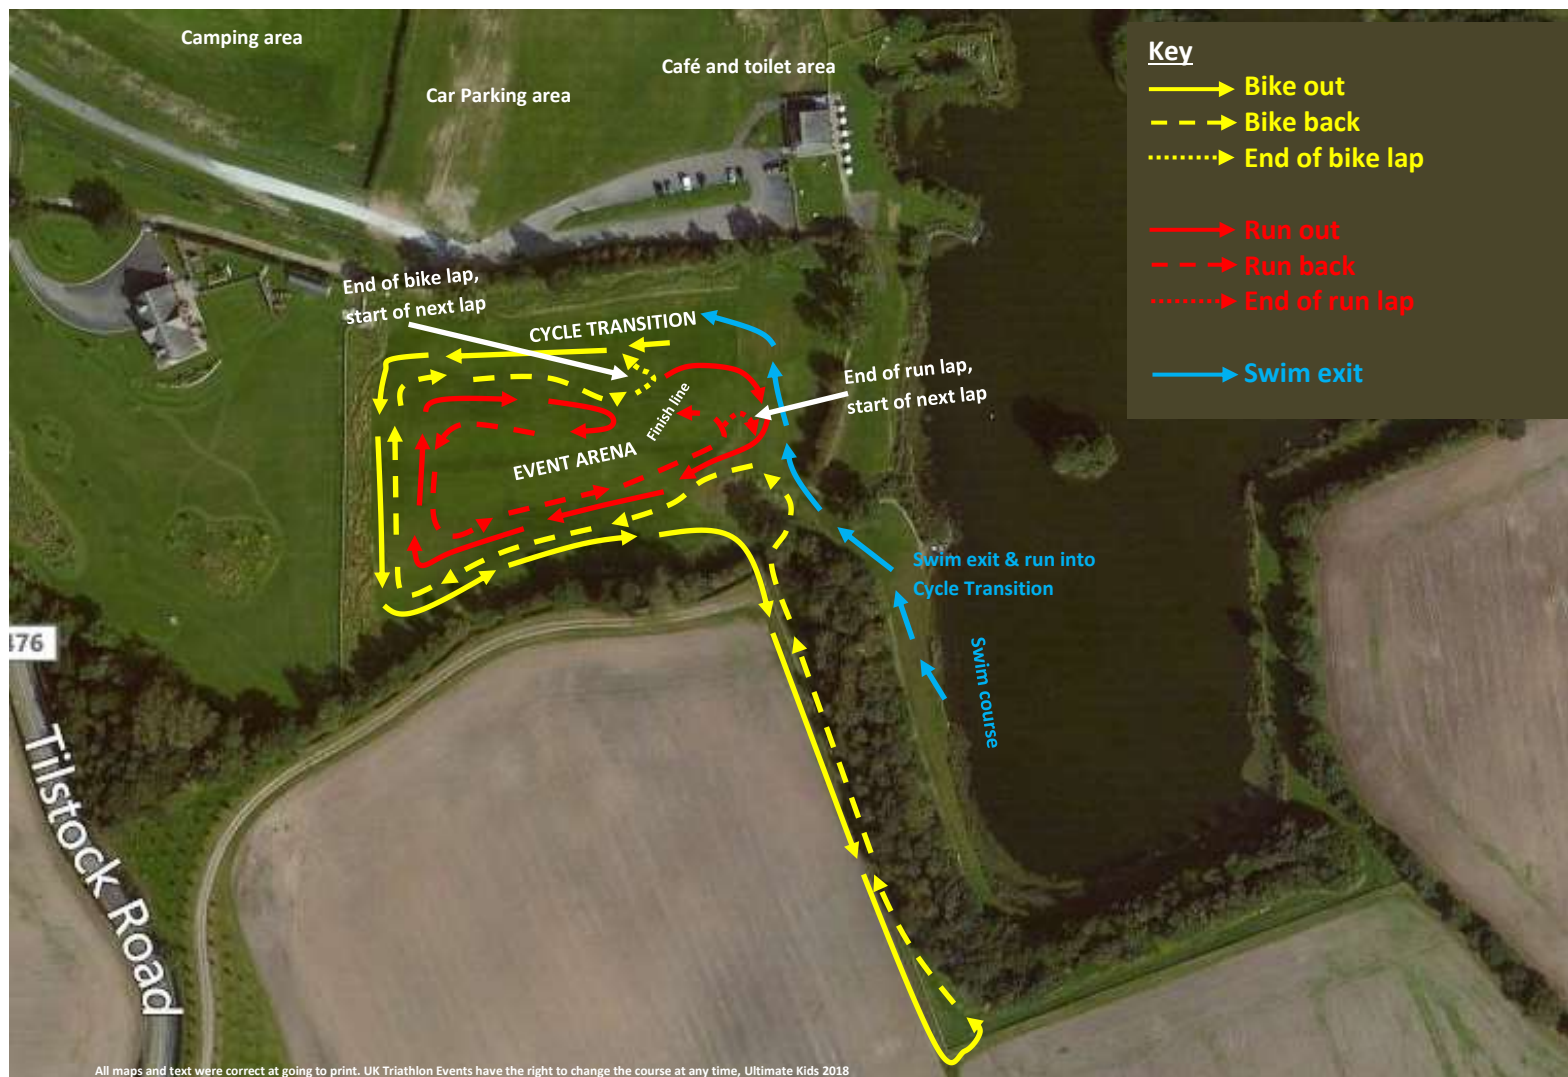 Camping area
Café and toilet area
Car Parking area
Key
Bike out
Bike back
End of bike lap
Run out
Run back
End of run lap
Swim exit
End of bike lap,
start of next lap
CYCLE TRANSITION
End of run lap,
start of next lap
Finish line
EVENT ARENA
Swim exit & run into
Cycle Transition
Swim course
476
Tilstock Road
All maps and text were correct at going to print. UK Triathlon Events have the right to change the course at any time, Ultimate Kids 2018